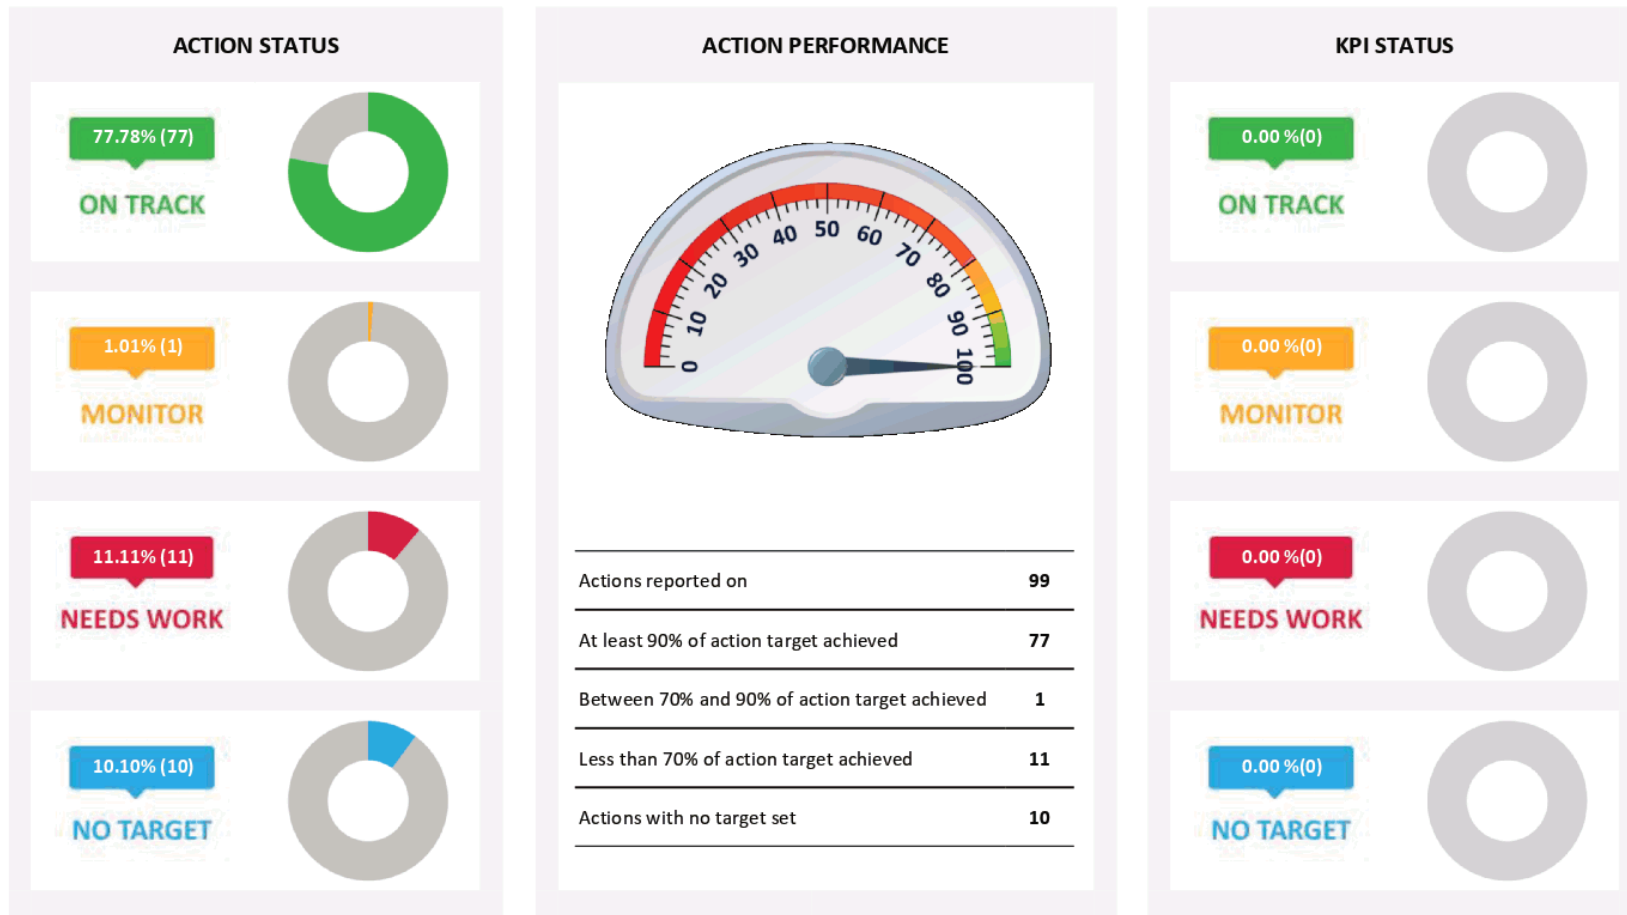 ACTION STATUS
77.78% (77)
ON TRACK
1.01% (1)
MONITOR
11.11% (11)
NEEDS WORK
10.10% (10)
NO TARGET
ACTION PERFORMANCE
0
10
20
30
40
50
60
70
80
90
100
Actions reported on 99
At least 90% of action target achieved 77
Between 70% and 90% of action target achieved 1
Less than 70% of action target achieved 11
Actions with no target set 10
KPI STATUS
0.00 %(0)
ON TRACK
0.00 %(0)
MONITOR
0.00 %(0)
NEEDS WORK
0.00 %(0)
NO TARGET